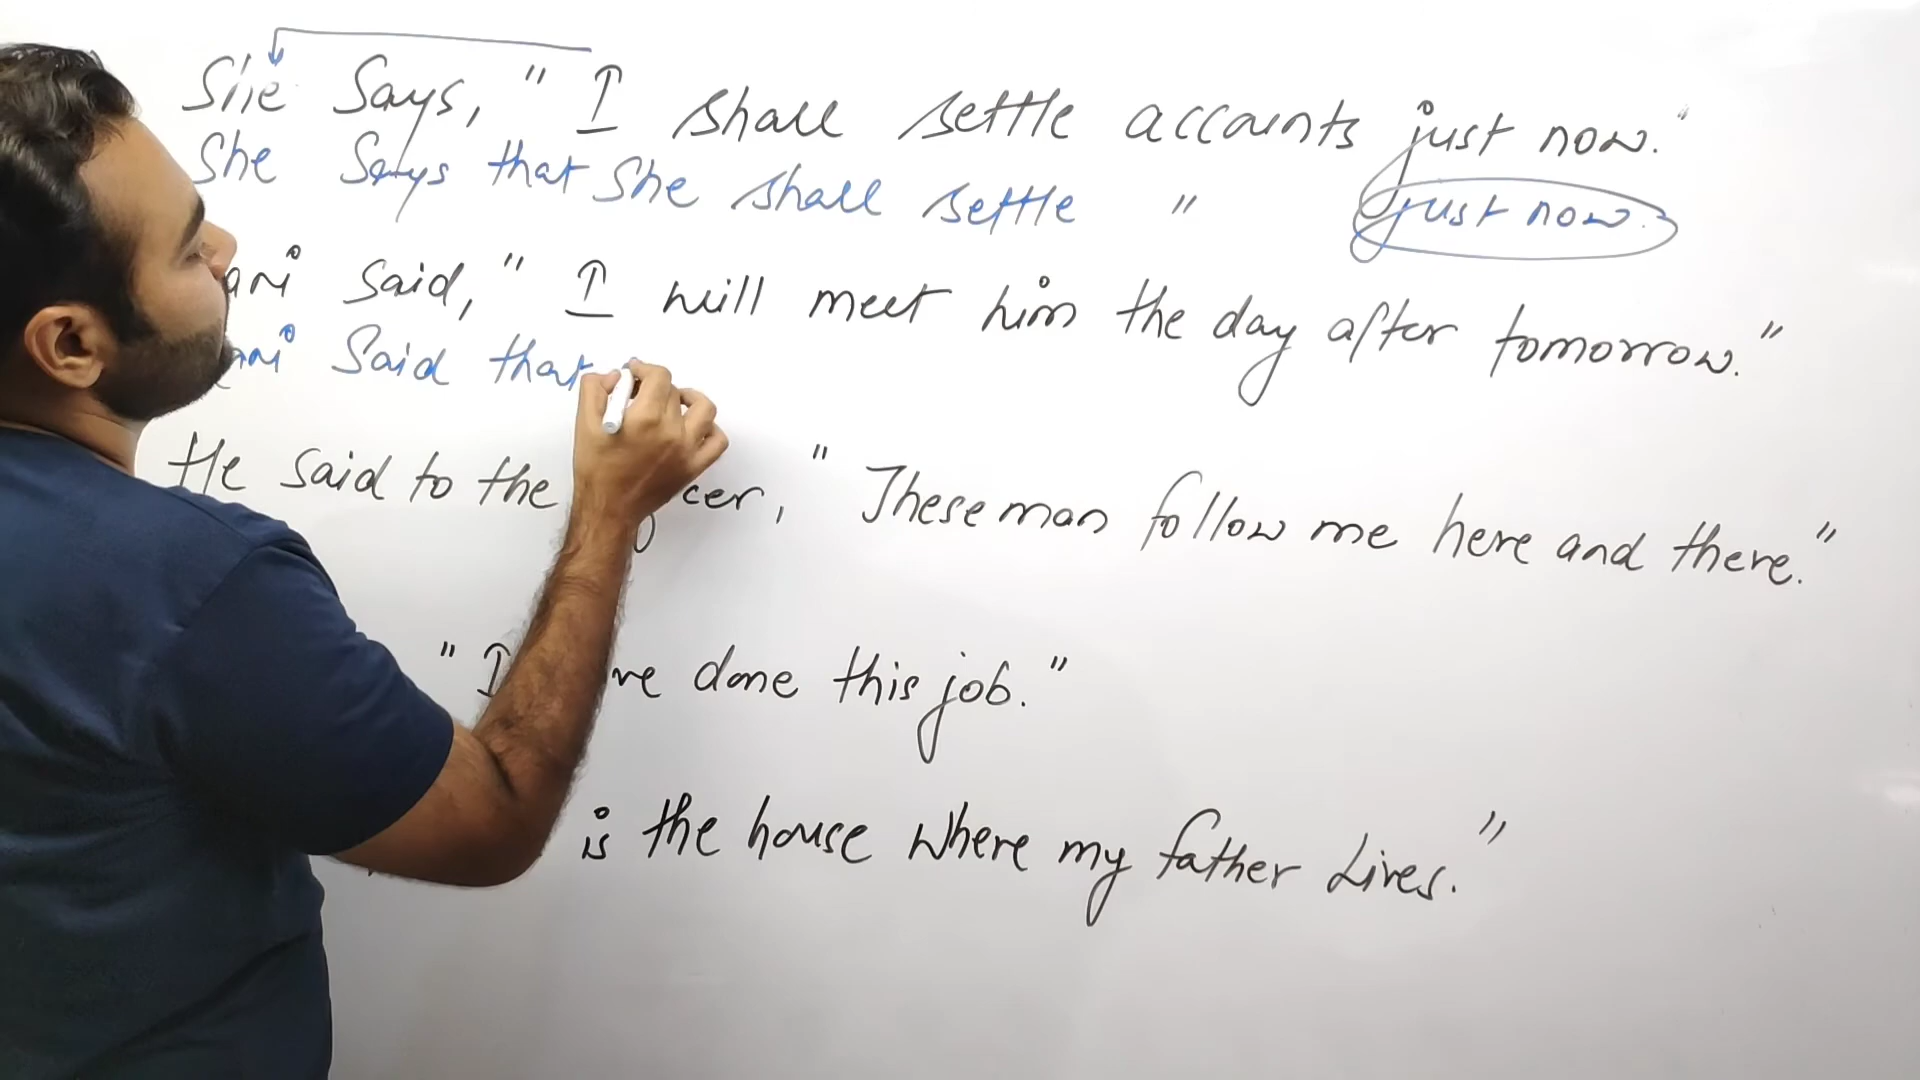 She Says, " I shall settle accounts just now."
She Says that She shall settle " just now.
said, " I will meet him the day after tomorrow."
Said that
He said to the cer, " These man follow me here and there."
" I done this job."
is the house where my father Lives."